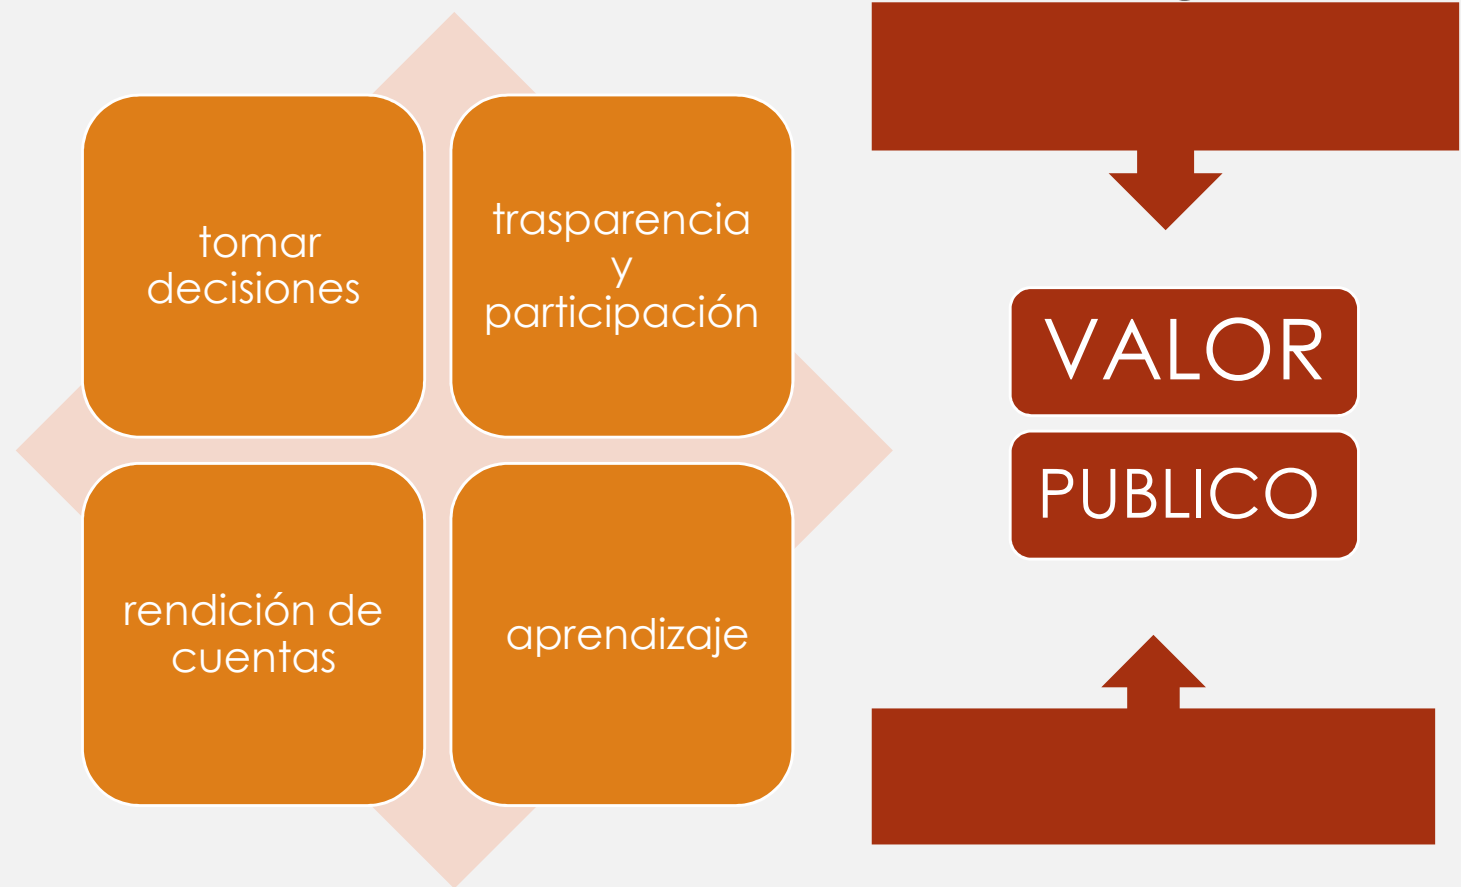 tomar
decisiones
trasparencia
y
participación
rendición de
cuentas
aprendizaje
VALOR
PUBLICO